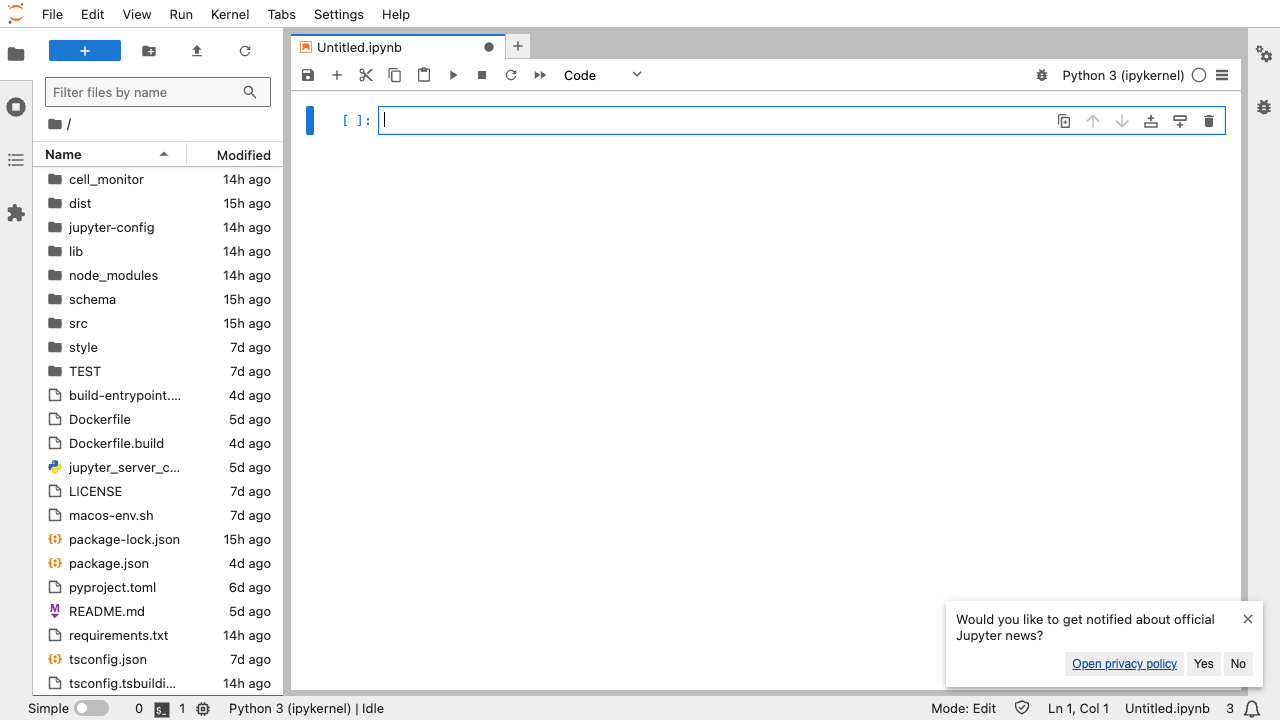 File Edit View Run Kernel Tabs Settings Help
Untitled.ipynb
Code
Python 3 (ipykernel)
Filter files by name
/
Name Modified
cell_monitor 14h ago
dist 15h ago
jupyter-config 14h ago
lib 14h ago
node_modules 14h ago
schema 15h ago
src 15h ago
style 7d ago
TEST 7d ago
build-entrypoint.... 4d ago
Dockerfile 5d ago
Dockerfile.build 4d ago
jupyter_server_c... 5d ago
LICENSE 7d ago
macos-env.sh 7d ago
package-lock.json 15h ago
package.json 4d ago
pyproject.toml 6d ago
README.md 5d ago
requirements.txt 14h ago
tsconfig.json 7d ago
tsconfig.tsbuildi... 14h ago
[ ]:
Would you like to get notified about official
Jupyter news?
Open privacy policy Yes No
Simple 0 1 Python 3 (ipykernel) | Idle Mode: Edit Ln 1, Col 1 Untitled.ipynb 3